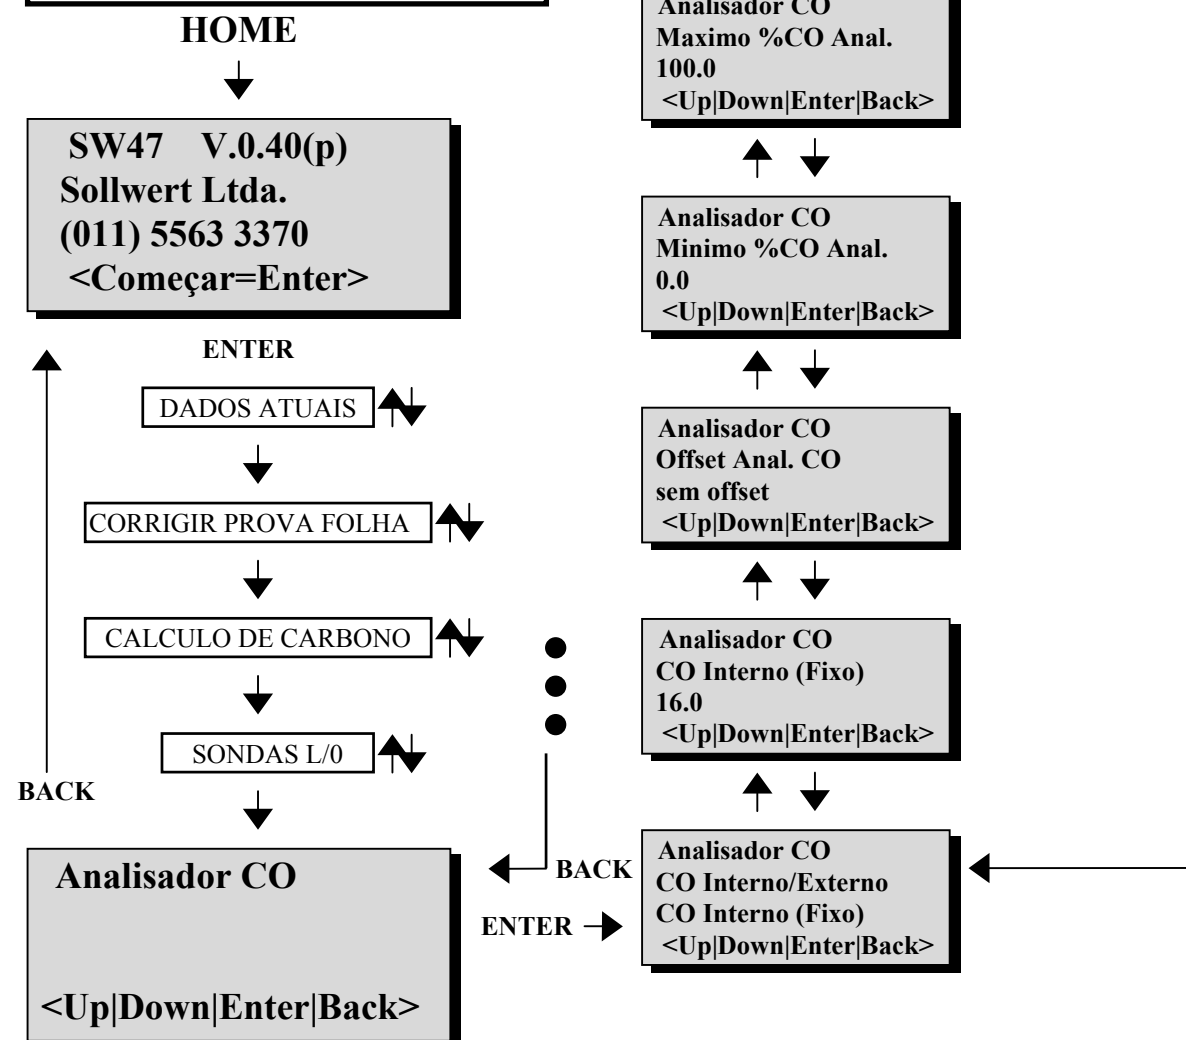 HOME
SW47 V.0.40(p)
Sollwert Ltda.
(011) 5563 3370
<Começar=Enter>
ENTER
DADOS ATUAIS
CORRIGIR PROVA FOLHA
CALCULO DE CARBONO
SONDAS L/0
BACK
Analisador CO
<Up|Down|Enter|Back>
BACK
ENTER
Analisador CO
Maximo %CO Anal.
100.0
<Up|Down|Enter|Back>
Analisador CO
Minimo %CO Anal.
0.0
<Up|Down|Enter|Back>
Analisador CO
Offset Anal. CO
sem offset
<Up|Down|Enter|Back>
Analisador CO
CO Interno (Fixo)
16.0
<Up|Down|Enter|Back>
Analisador CO
CO Interno/Externo
CO Interno (Fixo)
<Up|Down|Enter|Back>